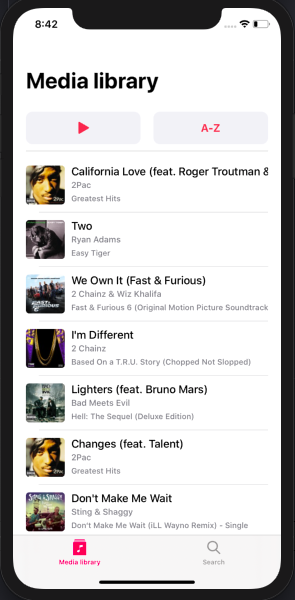 8:42
Media library
A-Z
California Love (feat. Roger Troutman &
2Pac
Greatest Hits
Two
Ryan Adams
Easy Tiger
We Own It (Fast & Furious)
2 Chainz & Wiz Khalifa
Fast & Furious 6 (Original Motion Picture Soundtrack
I'm Different
2 Chainz
Based On a T.R.U. Story (Chopped Not Slopped)
Lighters (feat. Bruno Mars)
Bad Meets Evil
Hell: The Sequel (Deluxe Edition)
Changes (feat. Talent)
2Pac
Greatest Hits
Don't Make Me Wait
Sting & Shaggy
Don't Make Me Wait (iLL Wayno Remix) - Single
Media library
Search